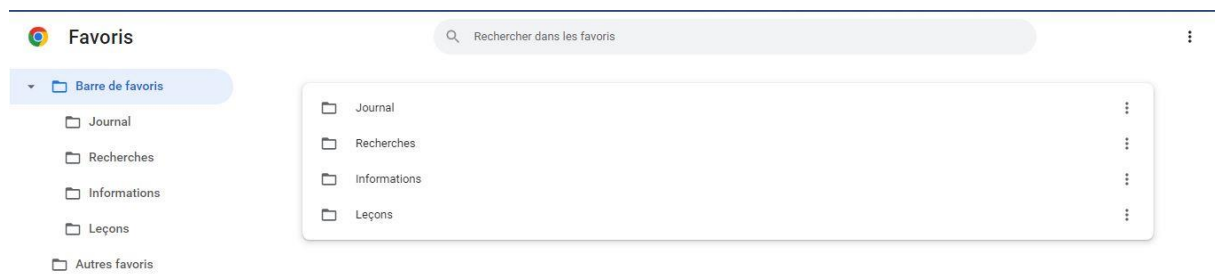 Favoris
Rechercher dans les favoris
Barre de favoris
Journal
Recherches
Informations
Leçons
Autres favoris
Journal
Recherches
Informations
Leçons